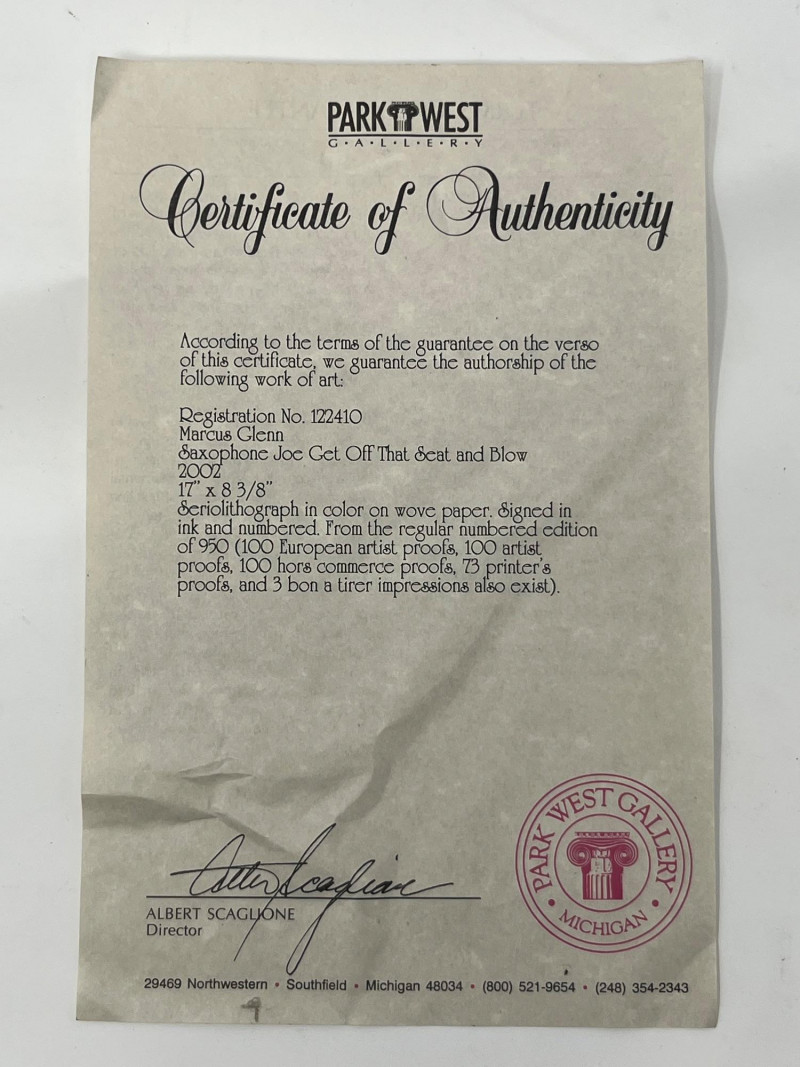 PARK WEST
G•A•L•L•E•R•Y
Certificate of Authenticity
According to the terms of the guarantee on the verso
of this certificate, we guarantee the authorship of the
following work of art:
Registration No. 122410
Marcus Glenn
Saxophone Joe Get Off That Seat and Blow
2002
17" x 8 3/8"
Seriolithograph in color on wove paper. Signed in
ink and numbered. From the regular numbered edition
of 950 (100 European artist proofs, 100 artist
proofs, 100 hors commerce proofs, 73 printer's
proofs, and 3 bon a tirer impressions also exist).
Albert Scaglione
ALBERT SCAGLIONE
Director
PARK WEST GALLERY
• MICHIGAN •
29469 Northwestern • Southfield • Michigan 48034 • (800) 521-9654 • (248) 354-2343